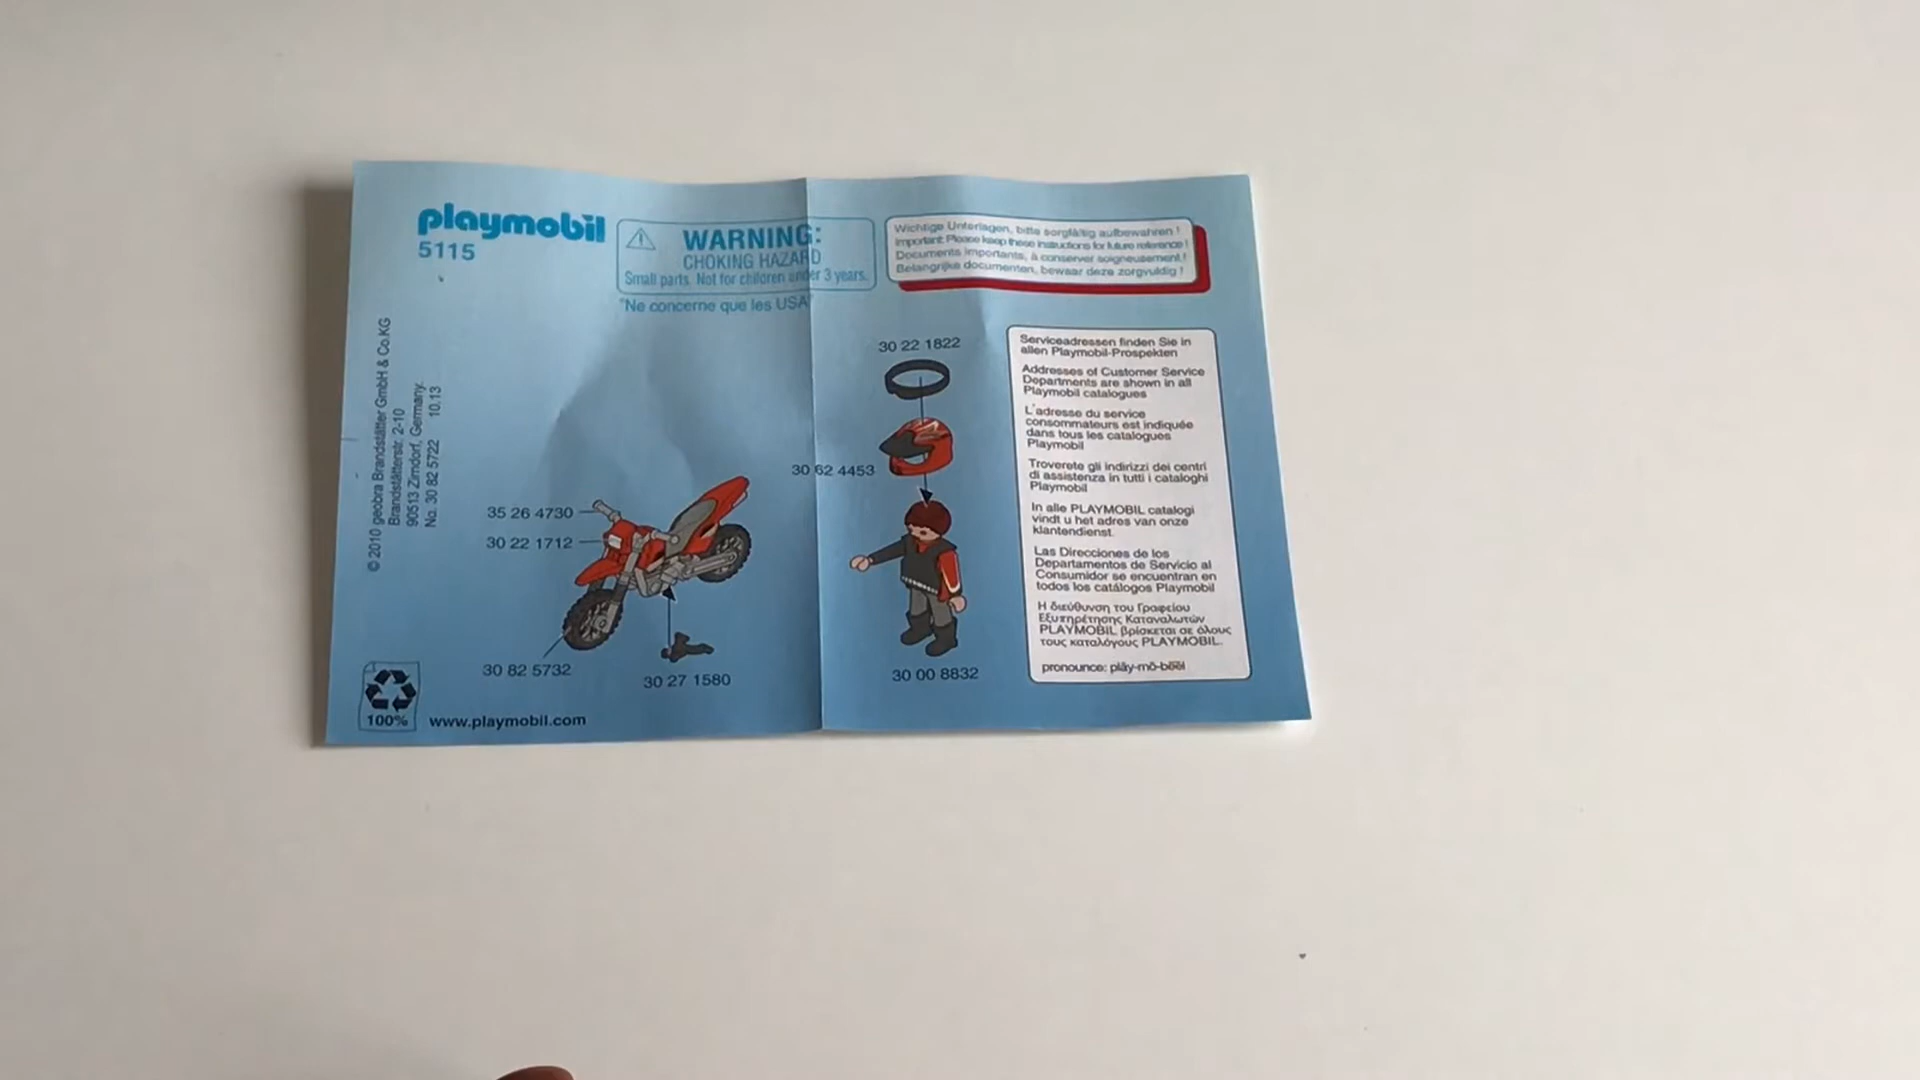 playmobil
5115
WARNING:
CHOKING HAZARD
Small parts. Not for children under 3 years.
"Ne concerne que les USA"
Wichtige Unterlagen, bitte sorgfältig aufbewahren !
Important: Please keep these instructions for future reference !
Documents importants, à conserver soigneusement !
Belangrijke documenten, bewaar deze zorgvuldig !
© 2010 geobra Brandstätter GmbH & Co.KG
Brandstätterstr. 2-10
90513 Zirndorf, Germany.
No. 30 82 5722 10.13
35 26 4730
30 22 1712
30 82 5732
30 27 1580
30 22 1822
30 62 4453
30 00 8832
Serviceadressen finden Sie in
allen Playmobil-Prospekten
Addresses of Customer Service
Departments are shown in all
Playmobil catalogues
L'adresse du service
consommateurs est indiquée
dans tous les catalogues
Playmobil
Troverete gli indirizzi dei centri
di assistenza in tutti i cataloghi
Playmobil
In alle PLAYMOBIL catalogi
vindt u het adres van onze
klantendienst.
Las Direcciones de los
Departamentos de Servicio al
Consumidor se encuentran en
todos los catálogos Playmobil
Η διεύθυνση του Γραφείου
Εξυπηρέτησης Καταναλωτών
PLAYMOBIL βρίσκεται σε όλους
τους καταλόγους PLAYMOBIL.
pronounce: plāy-mō-bēēl
100%
www.playmobil.com